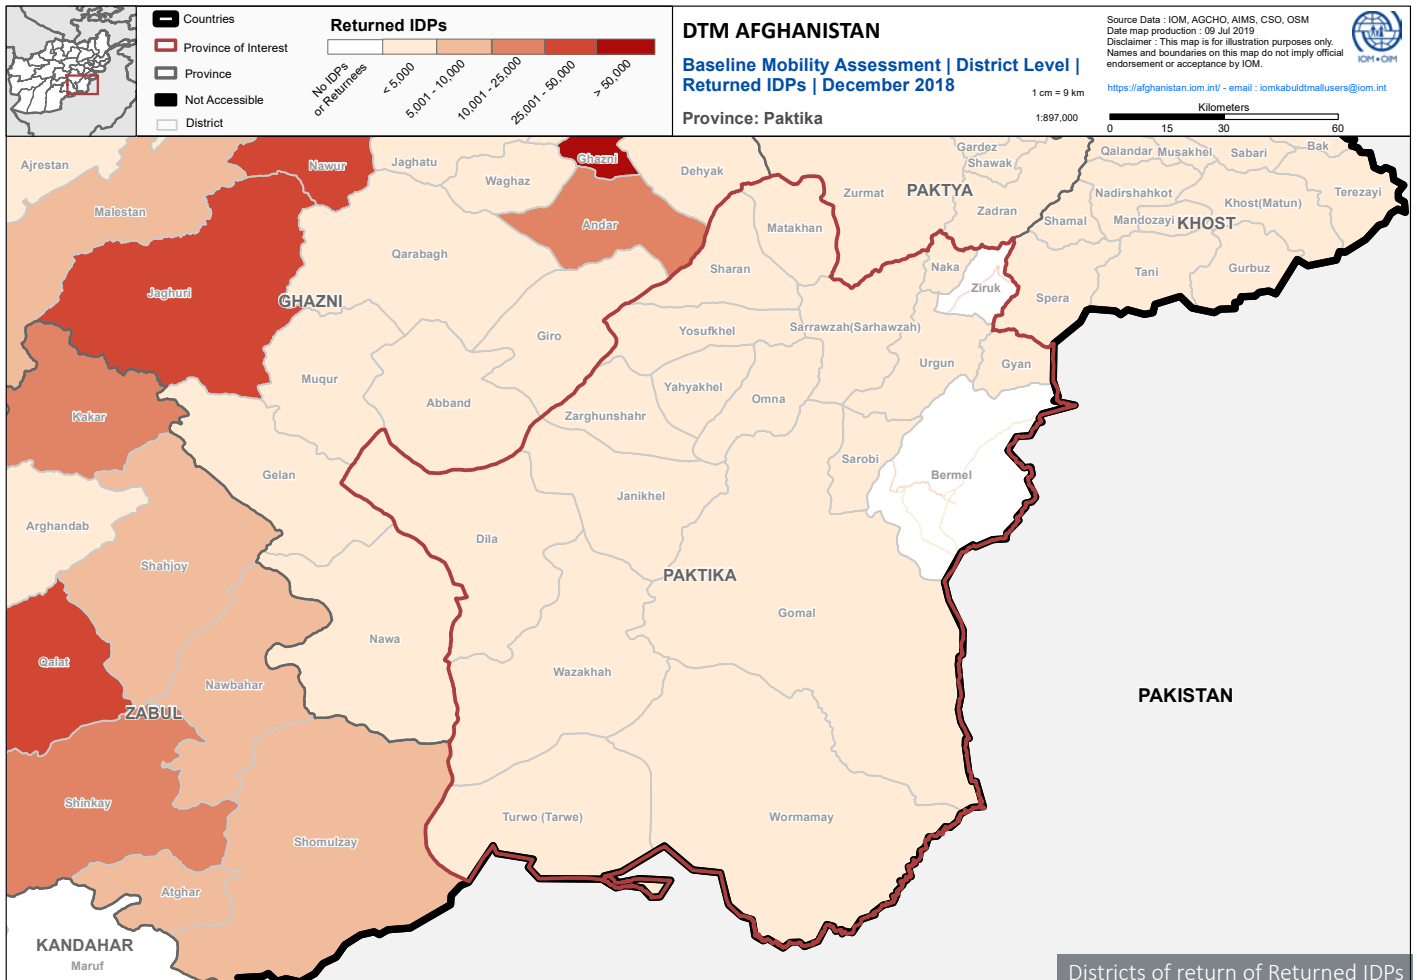 Countries
Province of Interest
Province
Not Accessible
District
Returned IDPs
No IDPs
or Returnees
< 5,000
5,001 - 10,000
10,001 - 25,000
25,001 - 50,000
> 50,000
DTM AFGHANISTAN
Baseline Mobility Assessment | District Level |
Returned IDPs | December 2018
Province: Paktika
1 cm = 9 km
1:897,000
Source Data : IOM, AGCHO, AIMS, CSO, OSM
Date map production : 09 Jul 2019
Disclaimer : This map is for illustration purposes only.
Names and boundaries on this map do not imply official
endorsement or acceptance by IOM.
IOM•OIM
https://afghanistan.iom.int/ - email : iomkabuldtmallusers@iom.int
Kilometers
0 15 30 60
Ajrestan
Nawur
Jaghatu
Waghaz
Ghazni
Dehyak
Zurmat
PAKTYA
Gardez
Shawak
Zadran
Qalandar
Musakhel
Sabari
Bak
Terezayi
Nadirshahkot
Khost(Matun)
Shamal
Mandozayi
KHOST
Tani
Gurbuz
Spera
Malestan
Andar
Matakhan
Qarabagh
Sharan
Naka
Ziruk
Jaghuri
GHAZNI
Giro
Yosufkhel
Sarrawzah(Sarhawzah)
Urgun
Gyan
Muqur
Abband
Yahyakhel
Omna
Zarghunshahr
Kakar
Gelan
Sarobi
Bermel
Janikhel
Arghandab
Dila
Shahjoy
PAKTIKA
Gomal
Nawa
Qalat
Wazakhah
Nawbahar
PAKISTAN
ZABUL
Shinkay
Turwo (Tarwe)
Wormamay
Shomulzay
Atghar
KANDAHAR
Maruf
Districts of return of Returned IDPs